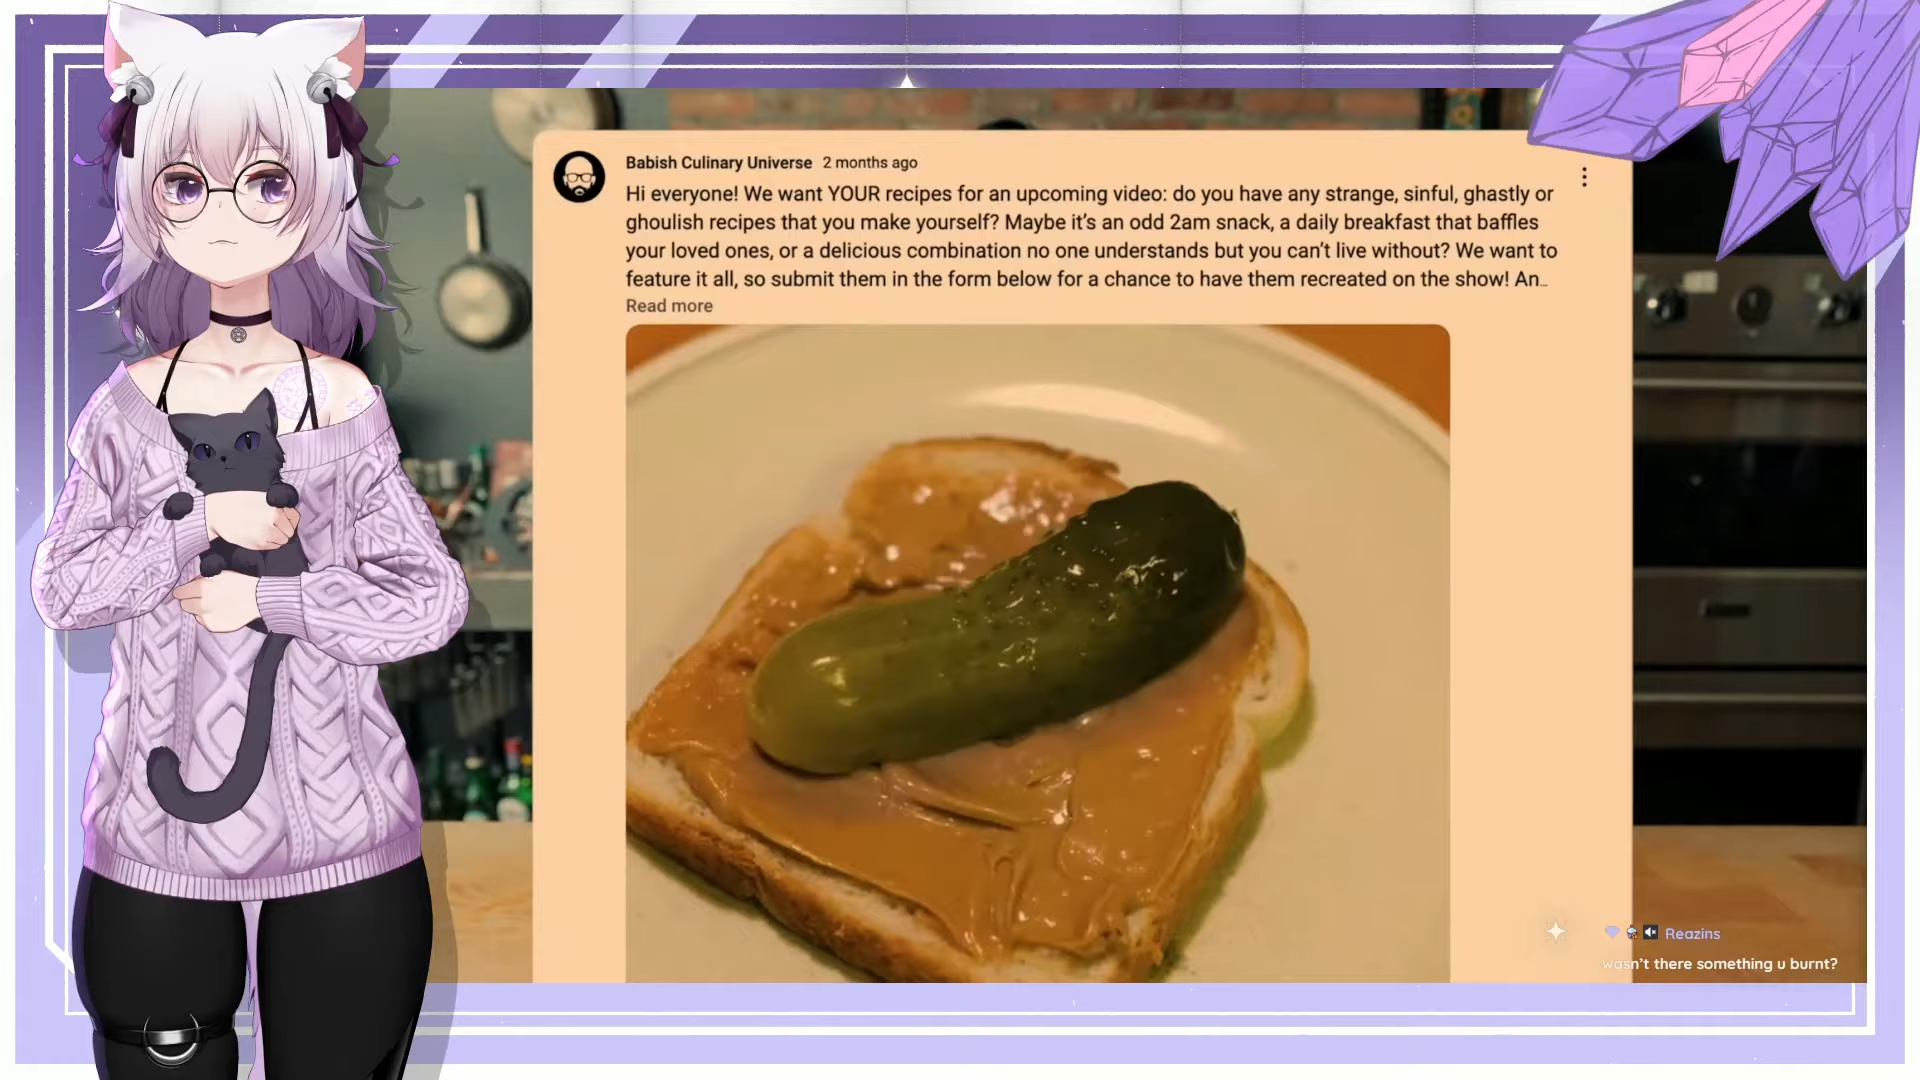 Babish Culinary Universe 2 months ago
Hi everyone! We want YOUR recipes for an upcoming video: do you have any strange, sinful, ghastly or
ghoulish recipes that you make yourself? Maybe it's an odd 2am snack, a daily breakfast that baffles
your loved ones, or a delicious combination no one understands but you can't live without? We want to
feature it all, so submit them in the form below for a chance to have them recreated on the show! An…
Read more
Reazins
wasn't there something u burnt?